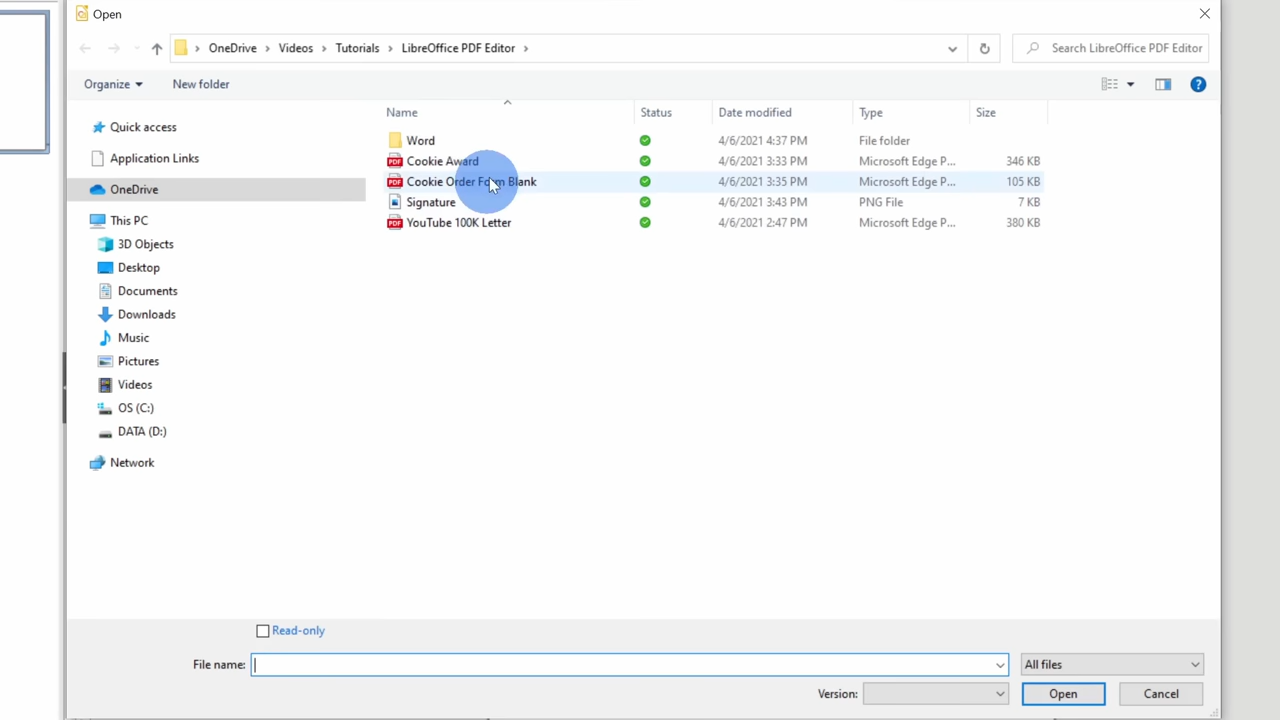 Open
OneDrive > Videos > Tutorials > LibreOffice PDF Editor >
Search LibreOffice PDF Editor
Organize
New folder
Name Status Date modified Type Size
Quick access
Application Links
OneDrive
This PC
3D Objects
Desktop
Documents
Downloads
Music
Pictures
Videos
OS (C:)
DATA (D:)
Network
Word 4/6/2021 4:37 PM File folder
PDF Cookie Award 4/6/2021 3:33 PM Microsoft Edge P... 346 KB
PDF Cookie Order Form Blank 4/6/2021 3:35 PM Microsoft Edge P... 105 KB
Signature 4/6/2021 3:43 PM PNG File 7 KB
PDF YouTube 100K Letter 4/6/2021 2:47 PM Microsoft Edge P... 380 KB
Read-only
File name:
All files
Version:
Open
Cancel